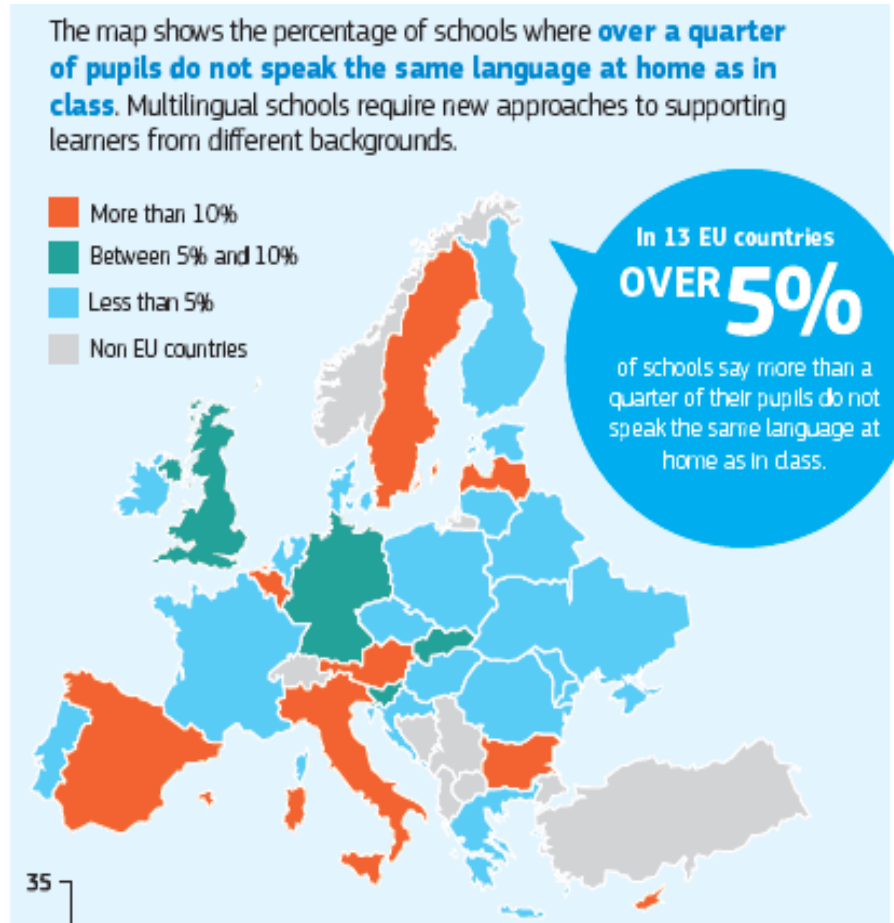 The map shows the percentage of schools where over a quarter
of pupils do not speak the same language at home as in
class. Multilingual schools require new approaches to supporting
learners from different backgrounds.
More than 10%
Between 5% and 10%
Less than 5%
Non EU countries
In 13 EU countries
OVER 5%
of schools say more than a
quarter of their pupils do not
speak the same language at
home as in class.
35